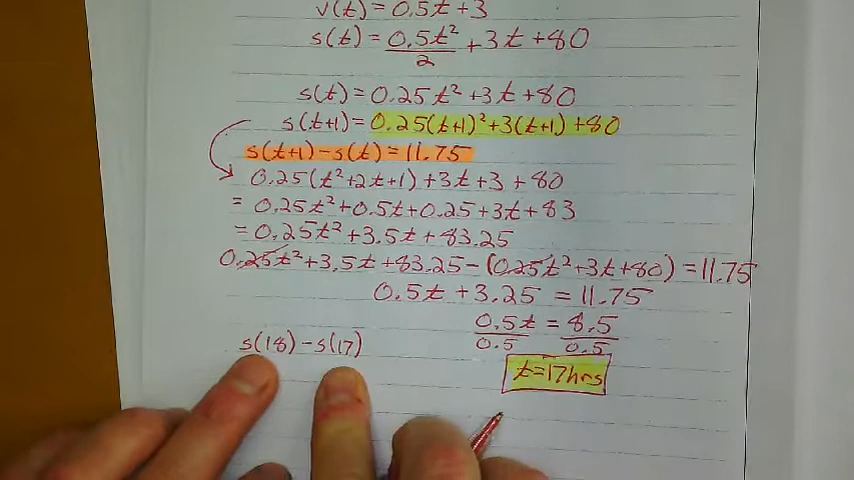 v(t) = 0.5t + 3
s(t) = 0.5t²/2 + 3t + 80
s(t) = 0.25t² + 3t + 80
s(t+1) = 0.25(t+1)² + 3(t+1) + 80
s(t+1) - s(t) = 11.75
0.25(t² + 2t + 1) + 3t + 3 + 80
= 0.25t² + 0.5t + 0.25 + 3t + 83
= 0.25t² + 3.5t + 83.25
0.25t² + 3.5t + 83.25 - (0.25t² + 3t + 80) = 11.75
0.5t + 3.25 = 11.75
0.5t = 8.5
0.5 0.5
s(18) - s(17)
t = 17hrs